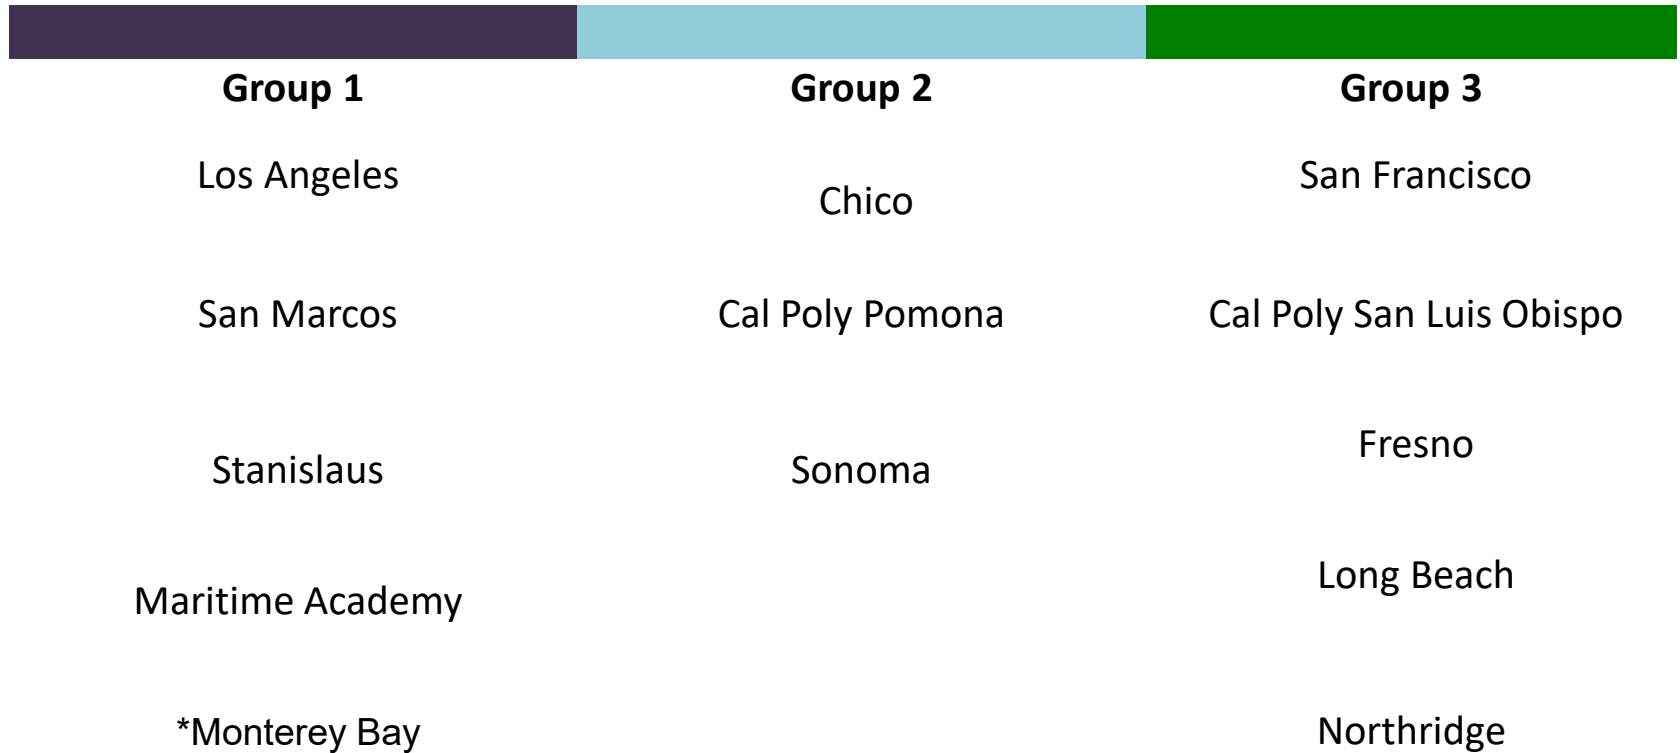 Group 1
Group 2
Group 3
Los Angeles
Chico
San Francisco
San Marcos
Cal Poly Pomona
Cal Poly San Luis Obispo
Stanislaus
Sonoma
Fresno
Maritime Academy
Long Beach
*Monterey Bay
Northridge